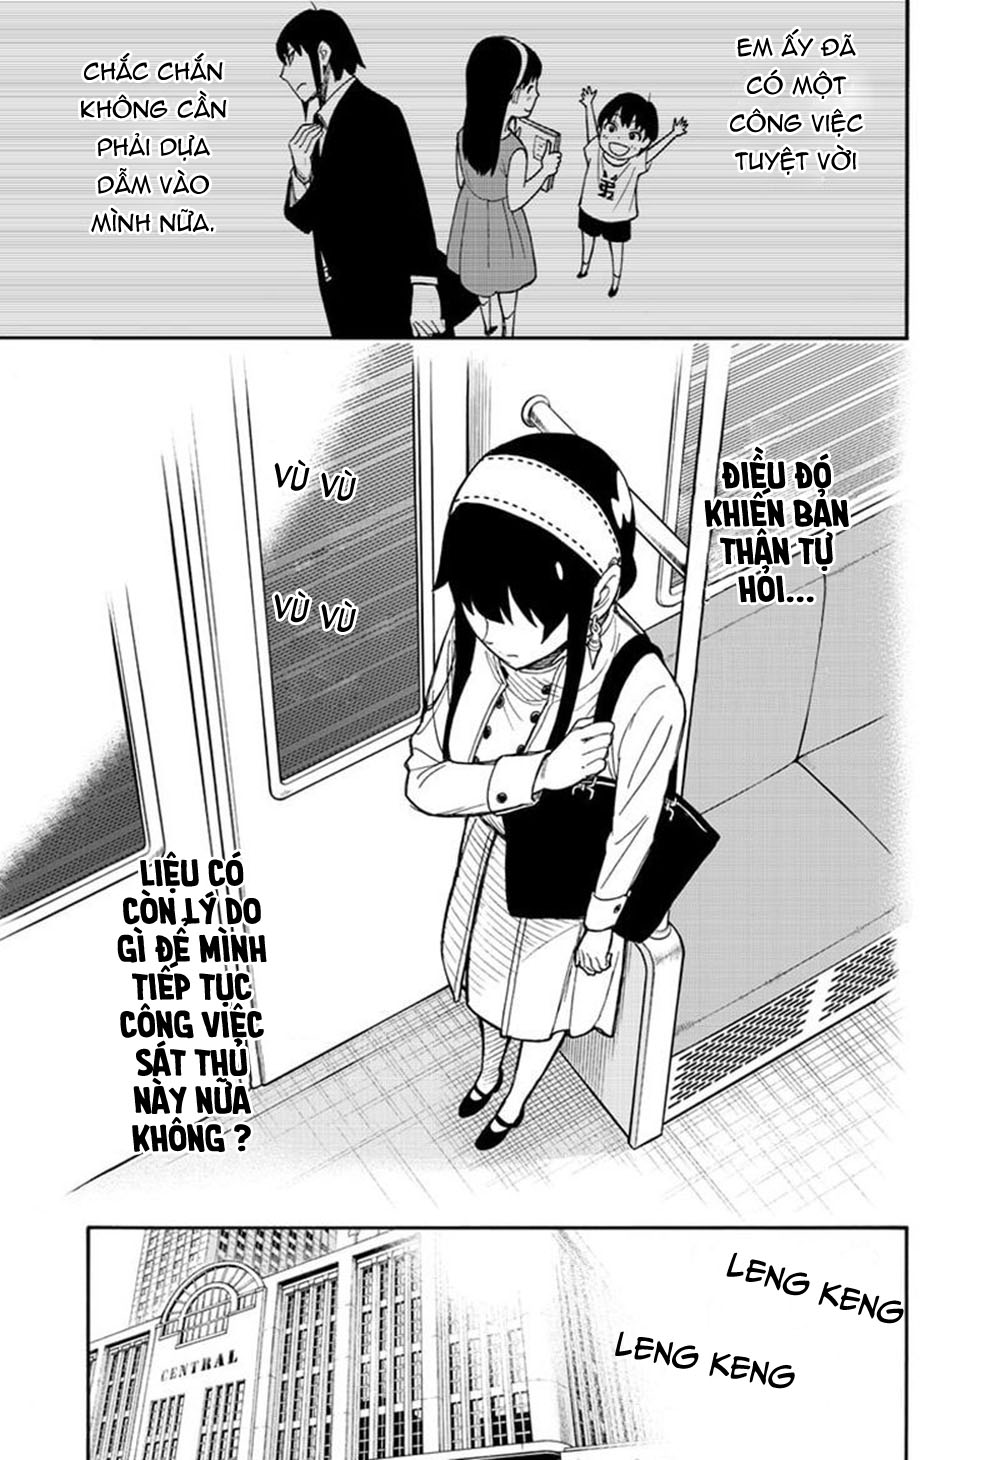 EM ẤY ĐÃ
CÓ MỘT
CÔNG VIỆC
TUYỆT VỜI
CHẮC CHẮN
KHÔNG CẦN
PHẢI DỰA
DẪM VÀO
MÌNH NỮA.
弟
ĐIỀU ĐÓ
KHIẾN BẢN
THÂN TỰ
HỎI...
VÙ VÙ
VÙ VÙ
LIỆU CÓ
CÒN LÝ DO
GÌ ĐỂ MÌNH
TIẾP TỤC
CÔNG VIỆC
SÁT THỦ
NÀY NỮA
KHÔNG ?
LENG KENG
LENG KENG
CENTRAL